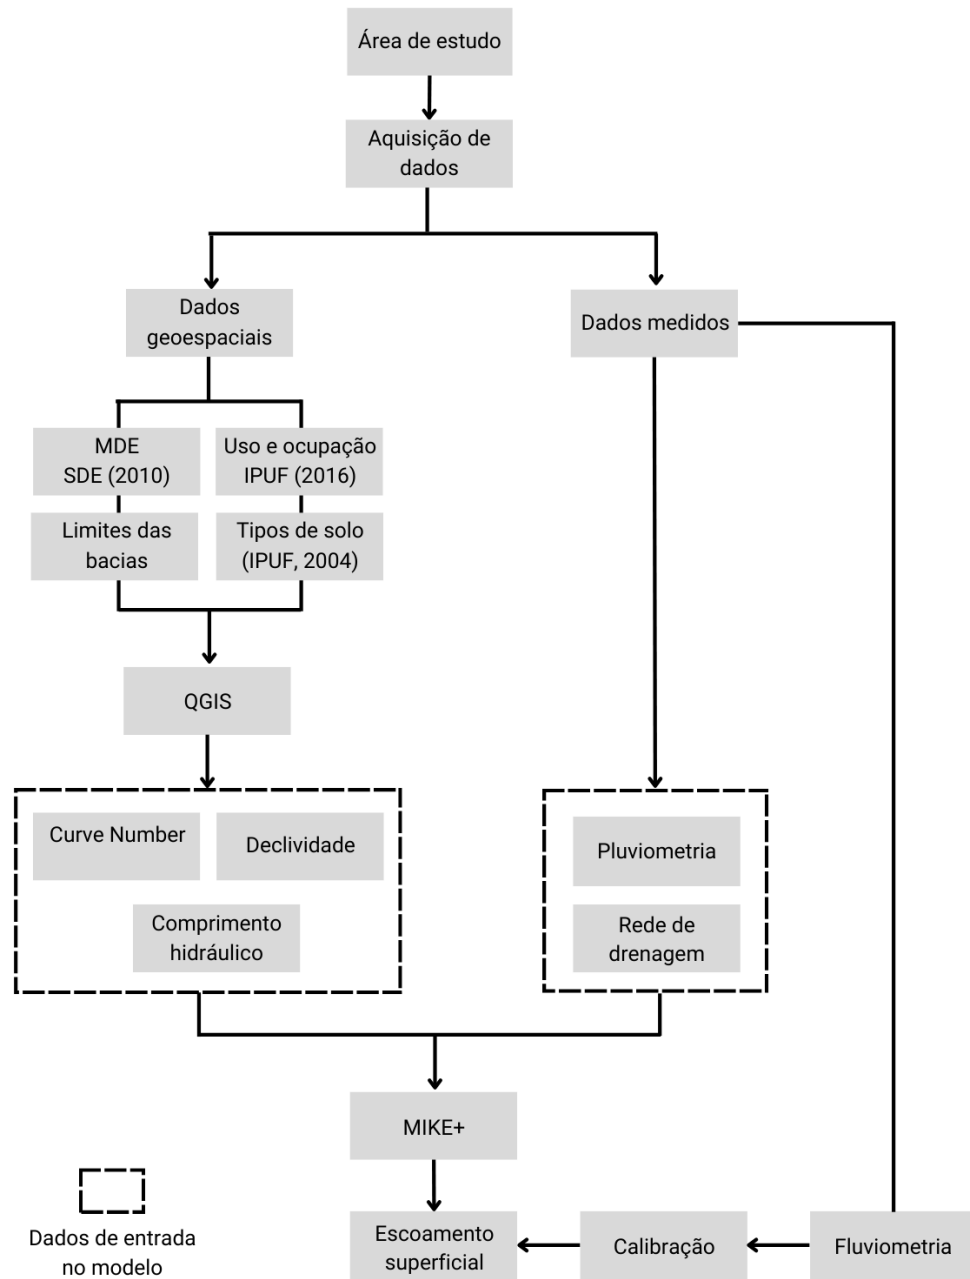 Área de estudo
Aquisição de
dados
Dados
geoespaciais
Dados medidos
MDE
SDE (2010)
Uso e ocupação
IPUF (2016)
Limites das
bacias
Tipos de solo
(IPUF, 2004)
QGIS
Curve Number
Declividade
Comprimento
hidráulico
Pluviometria
Rede de
drenagem
MIKE+
Escoamento
superficial
Calibração
Fluviometria
Dados de entrada
no modelo